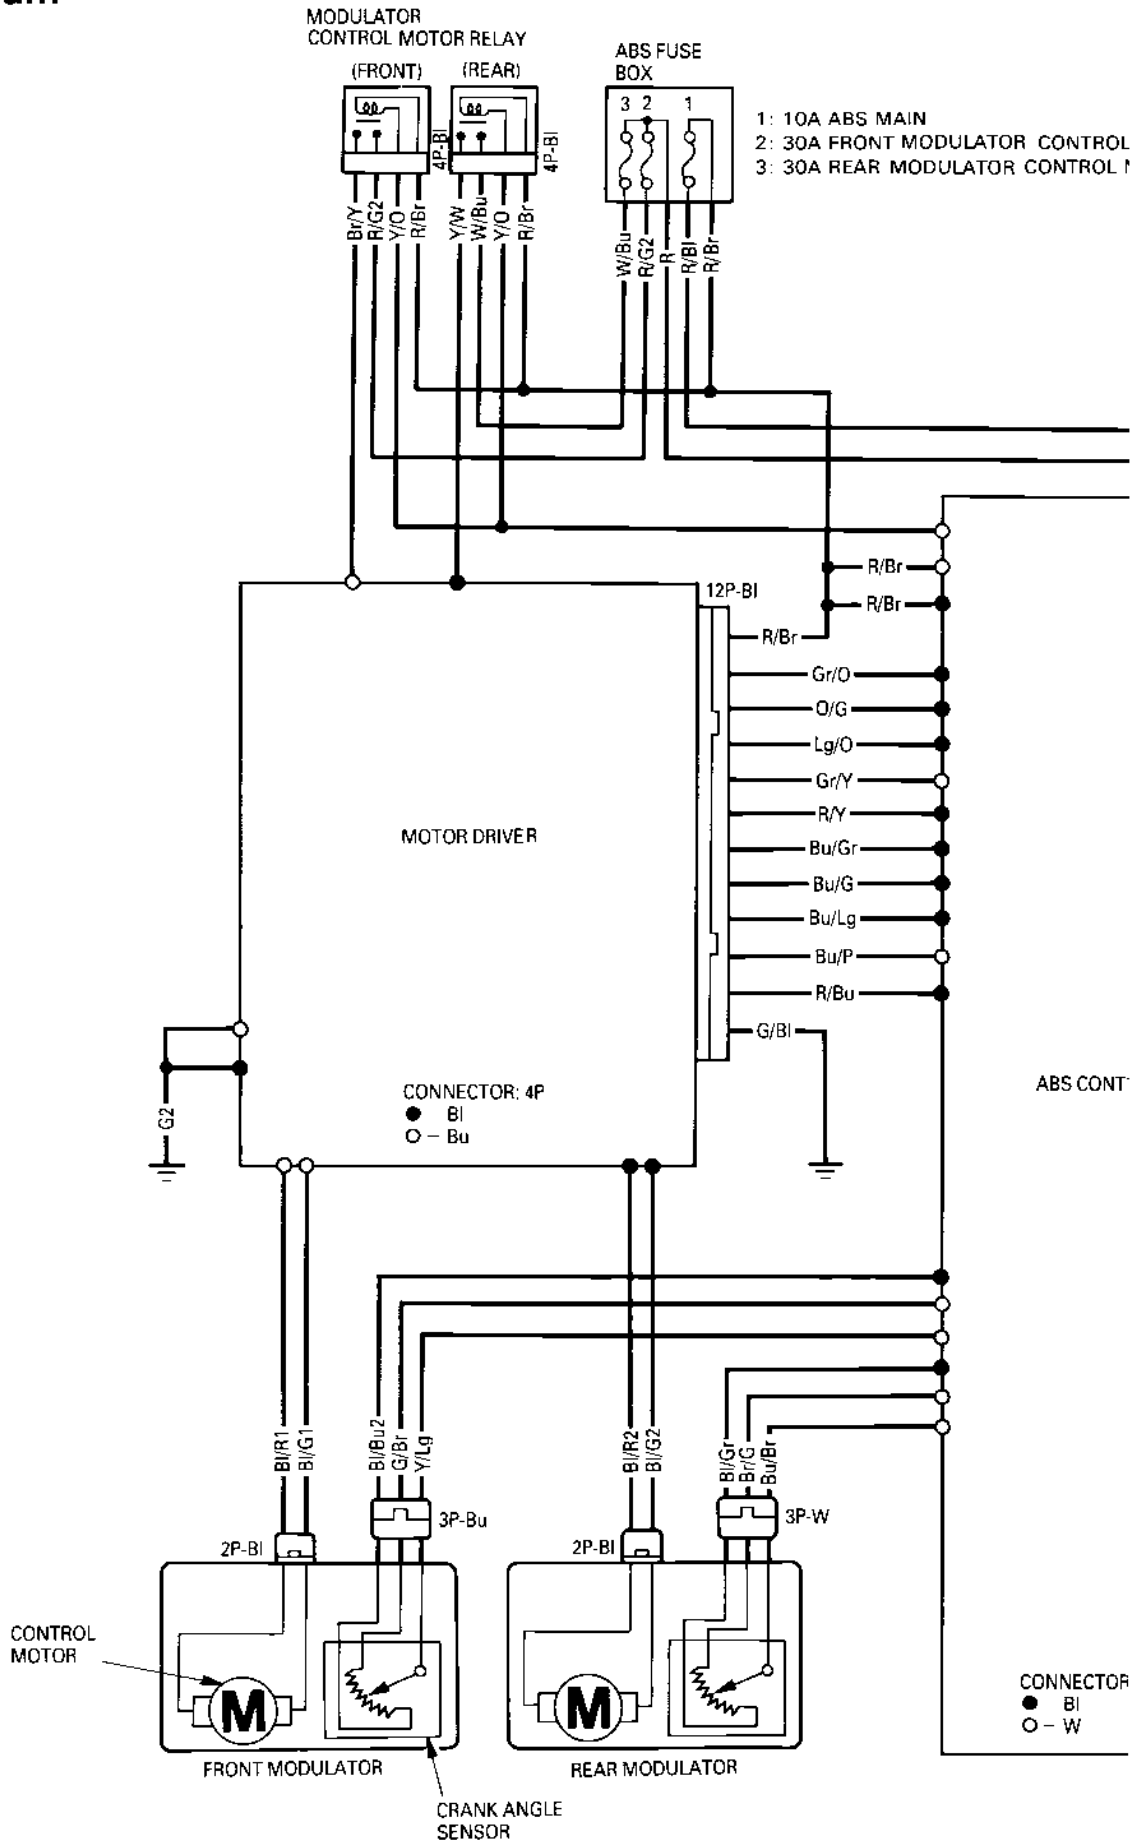 MODULATOR
CONTROL MOTOR RELAY
(FRONT) (REAR)
4P-Bl
4P-Bl
ABS FUSE
BOX
3 2 1
1: 10A ABS MAIN
2: 30A FRONT MODULATOR CONTROL
3: 30A REAR MODULATOR CONTROL
Br/Y
R/G2
Y/O
R/Br
Y/W
W/Bu
Y/O
R/Br
W/Bu
R/G2
R
R/Bl
R/Br
12P-Bl
R/Br
R/Br
R/Br
Gr/O
O/G
Lg/O
Gr/Y
R/Y
Bu/Gr
Bu/G
Bu/Lg
Bu/P
R/Bu
G/Bl
MOTOR DRIVER
CONNECTOR: 4P
● Bl
○ – Bu
G2
ABS CONT
Bl/R1
Bl/G1
Bl/Bu2
G/Br
Y/Lg
Bl/R2
Bl/G2
Bl/Gr
Br/G
Bu/Br
2P-Bl
3P-Bu
2P-Bl
3P-W
CONTROL
MOTOR
M
M
FRONT MODULATOR
REAR MODULATOR
CRANK ANGLE
SENSOR
CONNECTOR
● Bl
○ – W